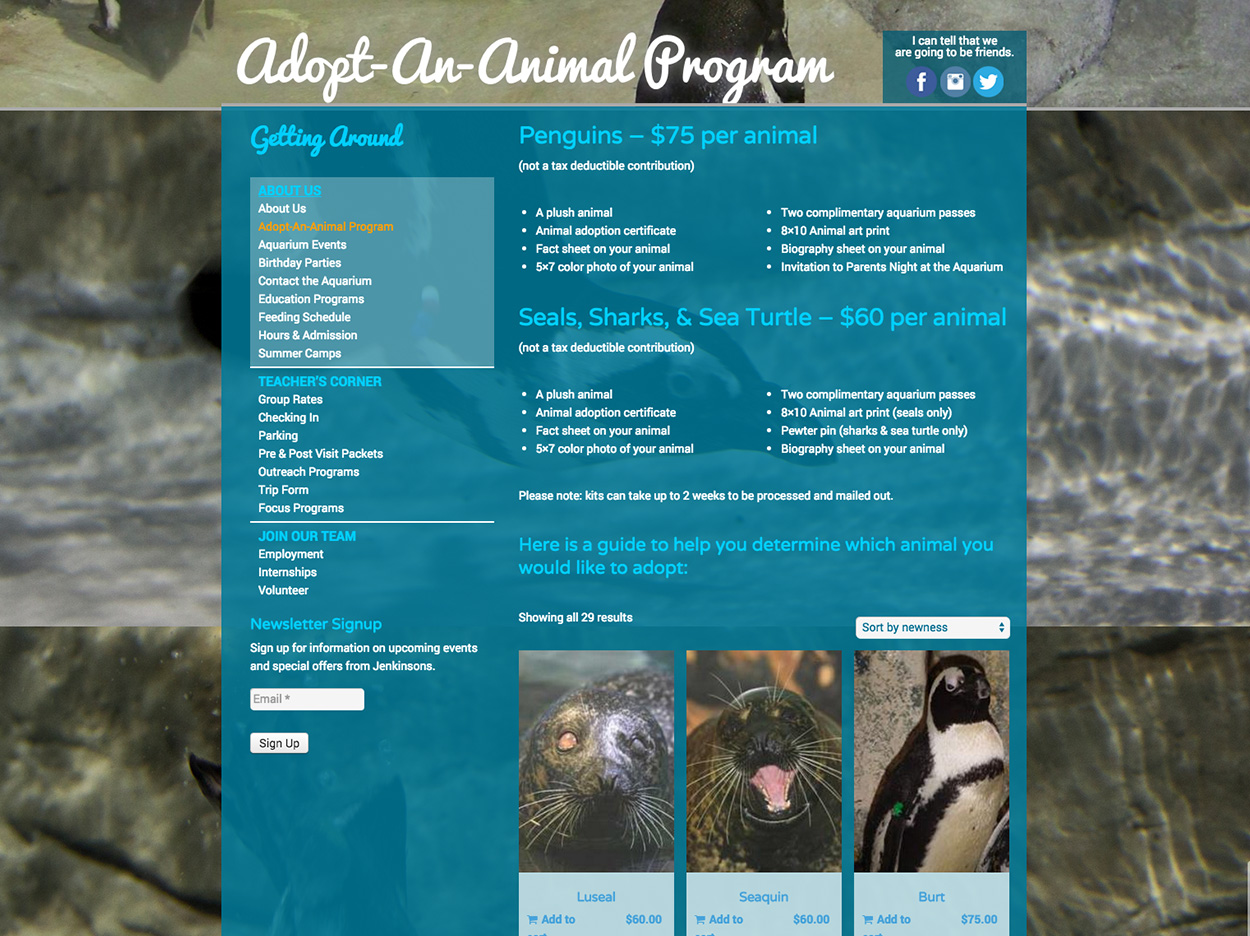 Adopt-An-Animal Program
I can tell that we
are going to be friends.
Getting Around
ABOUT US
About Us
Adopt-An-Animal Program
Aquarium Events
Birthday Parties
Contact the Aquarium
Education Programs
Feeding Schedule
Hours & Admission
Summer Camps
TEACHER'S CORNER
Group Rates
Checking In
Parking
Pre & Post Visit Packets
Outreach Programs
Trip Form
Focus Programs
JOIN OUR TEAM
Employment
Internships
Volunteer
Newsletter Signup
Sign up for information on upcoming events
and special offers from Jenkinsons.
Email *
Sign Up
Penguins – $75 per animal
(not a tax deductible contribution)
• A plush animal
• Animal adoption certificate
• Fact sheet on your animal
• 5×7 color photo of your animal
• Two complimentary aquarium passes
• 8×10 Animal art print
• Biography sheet on your animal
• Invitation to Parents Night at the Aquarium
Seals, Sharks, & Sea Turtle – $60 per animal
(not a tax deductible contribution)
• A plush animal
• Animal adoption certificate
• Fact sheet on your animal
• 5×7 color photo of your animal
• Two complimentary aquarium passes
• 8×10 Animal art print (seals only)
• Pewter pin (sharks & sea turtle only)
• Biography sheet on your animal
Please note: kits can take up to 2 weeks to be processed and mailed out.
Here is a guide to help you determine which animal you
would like to adopt:
Showing all 29 results
Sort by newness
Luseal
Add to $60.00
Seaquin
Add to $60.00
Burt
Add to $75.00